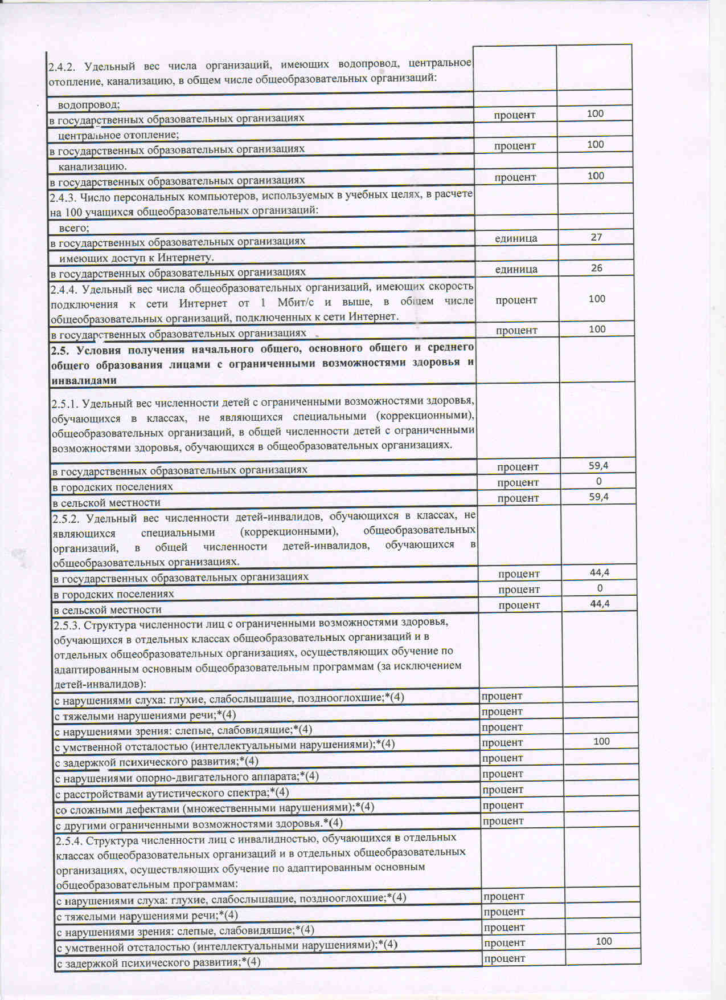 2.4.2. Удельный вес числа организаций, имеющих водопровод, центральное
отопление, канализацию, в общем числе общеобразовательных организаций:
водопровод;
в государственных образовательных организациях процент 100
центральное отопление;
в государственных образовательных организациях процент 100
канализацию.
в государственных образовательных организациях процент 100
2.4.3. Число персональных компьютеров, используемых в учебных целях, в расчете
на 100 учащихся общеобразовательных организаций:
всего;
в государственных образовательных организациях единица 27
имеющих доступ к Интернету.
в государственных образовательных организациях единица 26
2.4.4. Удельный вес числа общеобразовательных организаций, имеющих скорость
подключения к сети Интернет от 1 Мбит/с и выше, в общем числе процент 100
общеобразовательных организаций, подключенных к сети Интернет.
в государственных образовательных организациях процент 100
2.5. Условия получения начального общего, основного общего и среднего
общего образования лицами с ограниченными возможностями здоровья и
инвалидами
2.5.1. Удельный вес численности детей с ограниченными возможностями здоровья,
обучающихся в классах, не являющихся специальными (коррекционными),
общеобразовательных организаций, в общей численности детей с ограниченными
возможностями здоровья, обучающихся в общеобразовательных организациях.
в государственных образовательных организациях процент 59,4
в городских поселениях процент 0
в сельской местности процент 59,4
2.5.2. Удельный вес численности детей-инвалидов, обучающихся в классах, не
являющихся специальными (коррекционными), общеобразовательных
организаций, в общей численности детей-инвалидов, обучающихся в
общеобразовательных организациях.
в государственных образовательных организациях процент 44,4
в городских поселениях процент 0
в сельской местности процент 44,4
2.5.3. Структура численности лиц с ограниченными возможностями здоровья,
обучающихся в отдельных классах общеобразовательных организаций и в
отдельных общеобразовательных организациях, осуществляющих обучение по
адаптированным основным общеобразовательным программам (за исключением
детей-инвалидов):
с нарушениями слуха: глухие, слабослышащие, позднооглохшие;*(4) процент
с тяжелыми нарушениями речи;*(4) процент
с нарушениями зрения: слепые, слабовидящие;*(4) процент
с умственной отсталостью (интеллектуальными нарушениями);*(4) процент 100
с задержкой психического развития;*(4) процент
с нарушениями опорно-двигательного аппарата;*(4) процент
с расстройствами аутистического спектра;*(4) процент
со сложными дефектами (множественными нарушениями);*(4) процент
с другими ограниченными возможностями здоровья.*(4) процент
2.5.4. Структура численности лиц с инвалидностью, обучающихся в отдельных
классах общеобразовательных организаций и в отдельных общеобразовательных
организациях, осуществляющих обучение по адаптированным основным
общеобразовательным программам:
с нарушениями слуха: глухие, слабослышащие, позднооглохшие;*(4) процент
с тяжелыми нарушениями речи;*(4) процент
с нарушениями зрения: слепые, слабовидящие;*(4) процент
с умственной отсталостью (интеллектуальными нарушениями);*(4) процент 100
с задержкой психического развития;*(4) процент